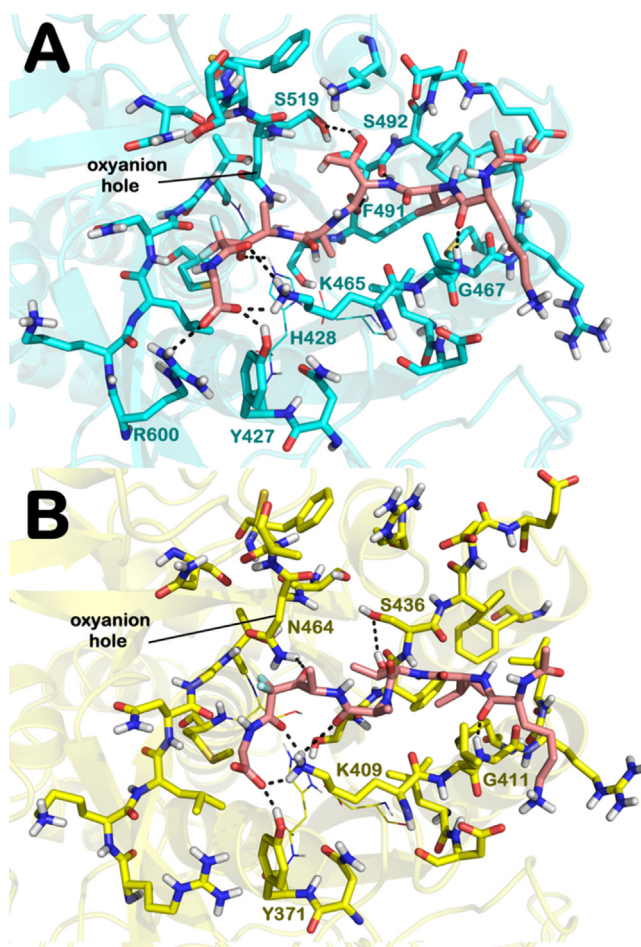 A
S519
S492
oxyanion
hole
F491
K465
G467
H428
R600
Y427
B
oxyanion
hole
S436
N464
K409
G411
Y371